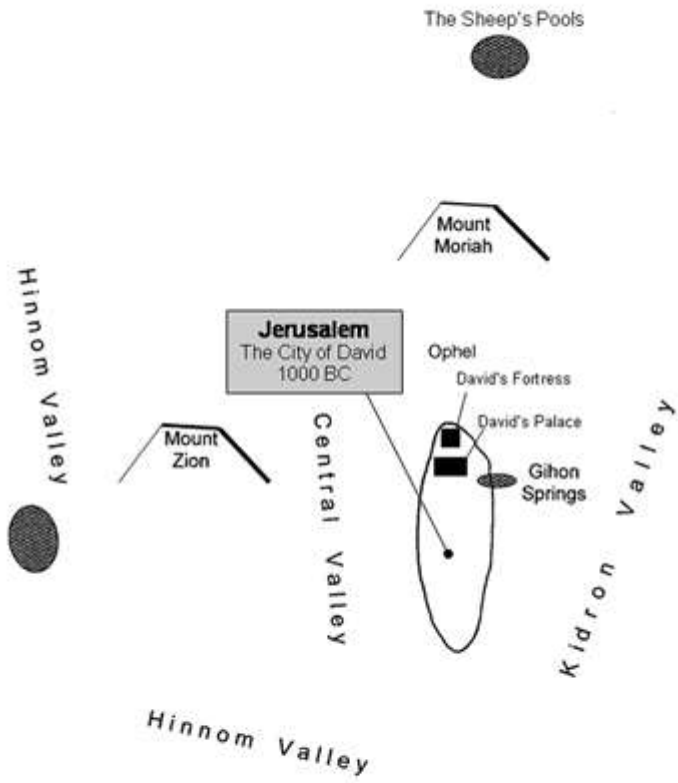 The Sheep's Pools
Mount
Moriah
Hinnom Valley
Jerusalem
The City of David
1000 BC
Ophel
David's Fortress
David's Palace
Mount
Zion
Central Valley
Gihon
Springs
Kidron Valley
Hinnom Valley